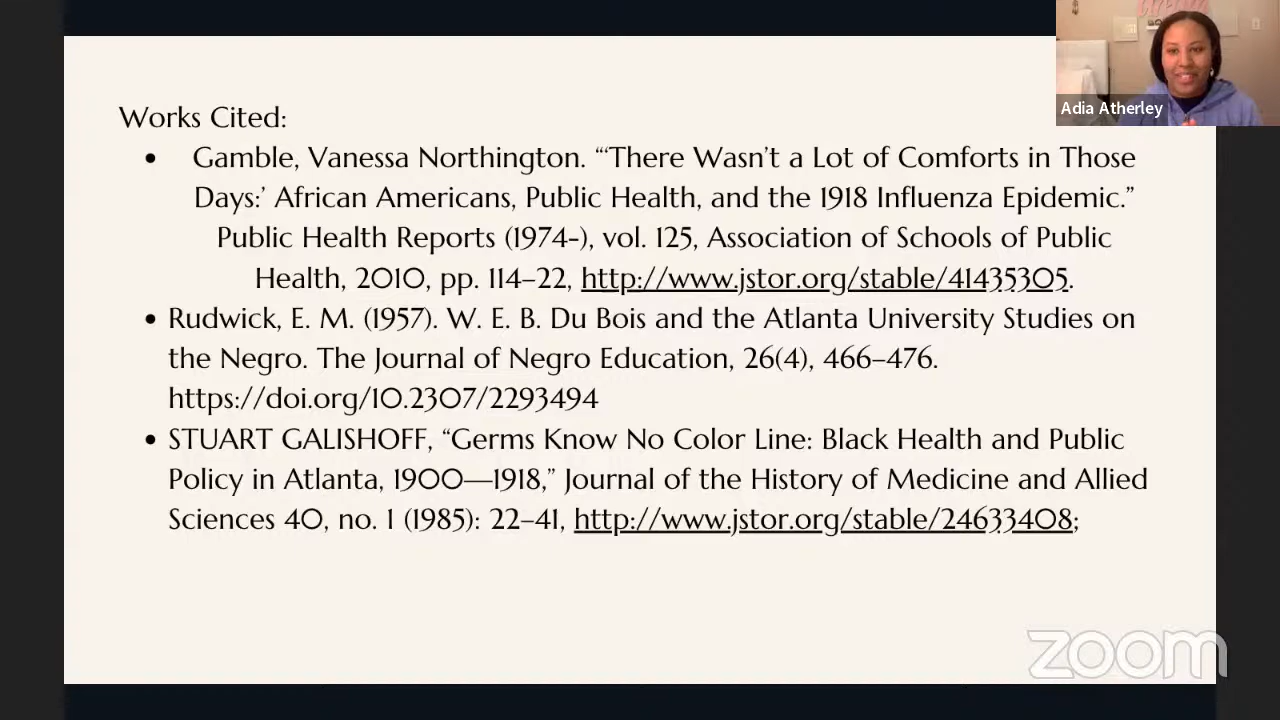 Adia Atherley
Works Cited:
• Gamble, Vanessa Northington. “‘There Wasn’t a Lot of Comforts in Those
Days:’ African Americans, Public Health, and the 1918 Influenza Epidemic.”
Public Health Reports (1974-), vol. 125, Association of Schools of Public
Health, 2010, pp. 114–22, http://www.jstor.org/stable/41435305.
• Rudwick, E. M. (1957). W. E. B. Du Bois and the Atlanta University Studies on
the Negro. The Journal of Negro Education, 26(4), 466–476.
https://doi.org/10.2307/2293494
• STUART GALISHOFF, “Germs Know No Color Line: Black Health and Public
Policy in Atlanta, 1900—1918,” Journal of the History of Medicine and Allied
Sciences 40, no. 1 (1985): 22–41, http://www.jstor.org/stable/24633408;
zoom